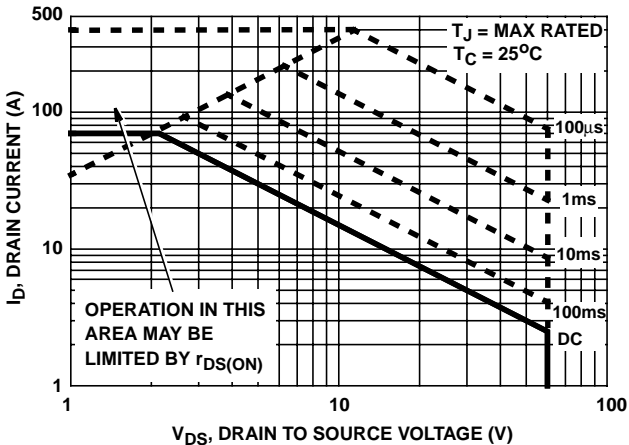 500
T_J = MAX RATED
T_C = 25°C
100
100µs
1ms
10
10ms
100ms
DC
OPERATION IN THIS
AREA MAY BE
LIMITED BY r_DS(ON)
1
1
10
100
I_D, DRAIN CURRENT (A)
V_DS, DRAIN TO SOURCE VOLTAGE (V)